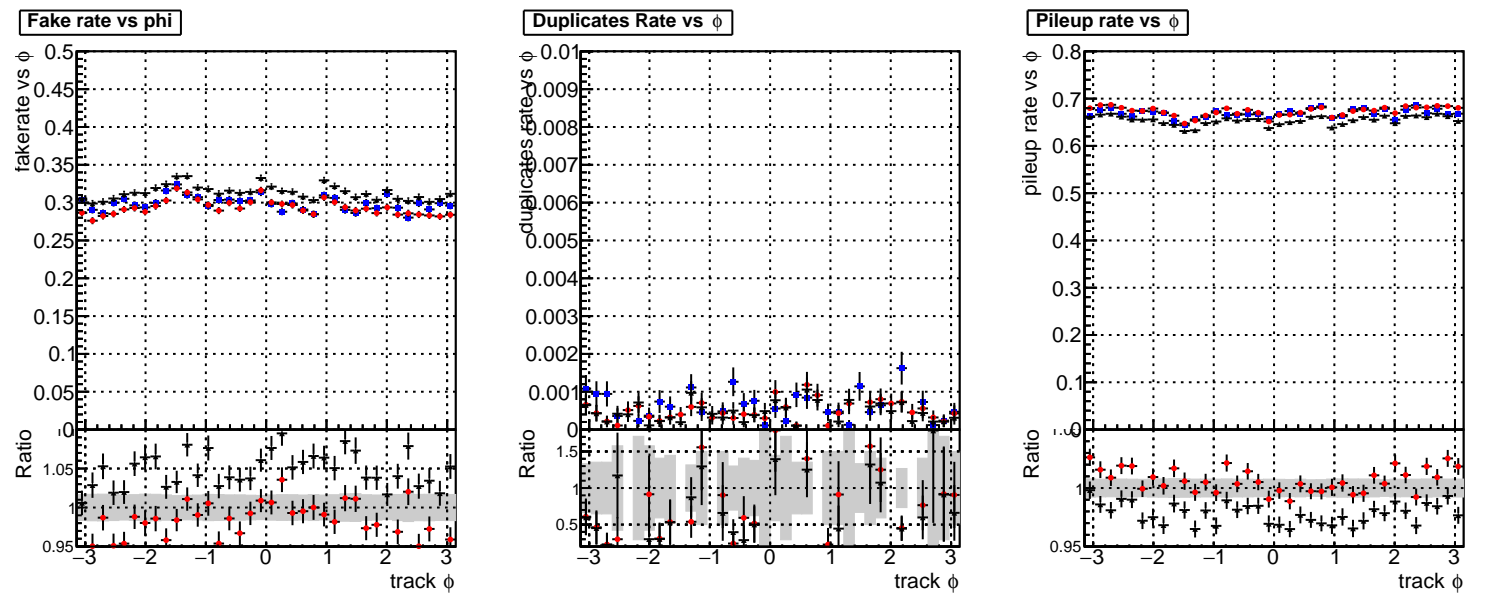 Fake rate vs phi
fakerate vs ϕ
0.5
0.45
0.4
0.35
0.3
0.25
0.2
0.15
0.1
0.05
0
Ratio
1.05
1
0.95
−3 −2 −1 0 1 2 3
track ϕ
Duplicates Rate vs ϕ
duplicates rate vs ϕ
0.01
0.009
0.008
0.007
0.006
0.005
0.004
0.003
0.002
0.001
0
Ratio
1.5
1
0.5
−3 −2 −1 0 1 2 3
track ϕ
Pileup rate vs ϕ
pileup rate vs ϕ
0.8
0.7
0.6
0.5
0.4
0.3
0.2
0.1
0
Ratio
1
0.95
−3 −2 −1 0 1 2 3
track ϕ